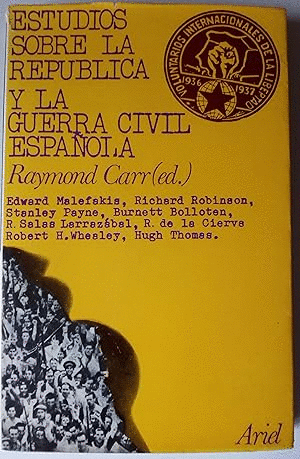 ESTUDIOS
SOBRE LA
REPUBLICA
Y LA
GUERRA CIVIL
ESPAÑOLA
VOLUNTARIOS INTERNACIONALES DE LA LIBERTAD
1936 1937
Raymond Carr (ed.)
Edward Malefakis, Richard Robinson,
Stanley Payne, Burnett Bolloten,
R. Salas Larrazábal, R. de la Cierva
Robert H. Whealey, Hugh Thomas.
Ariel